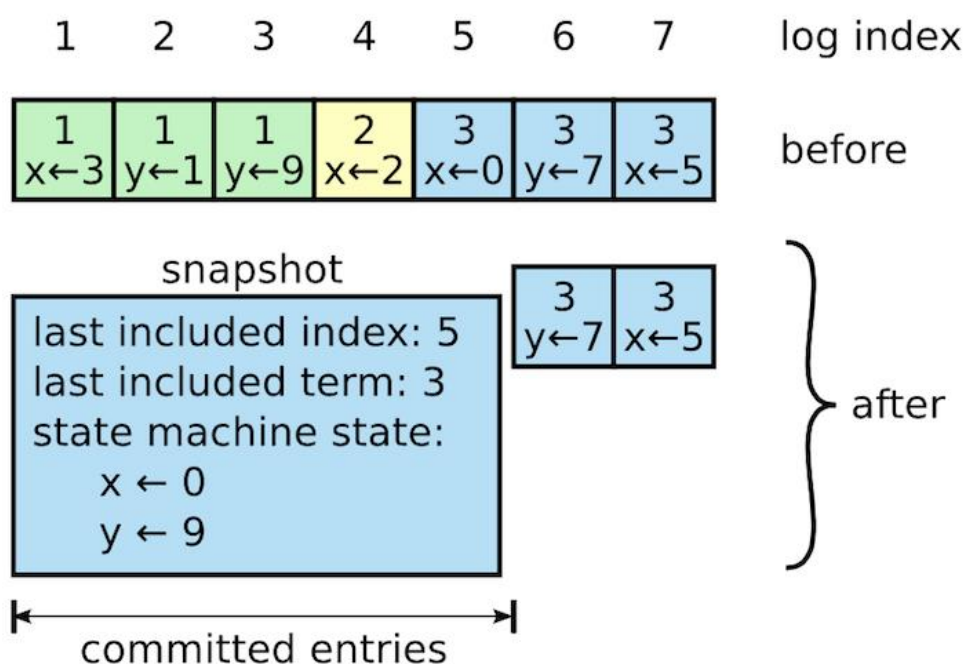 1 2 3 4 5 6 7 log index
1 1 1 2 3 3 3
x←3 y←1 y←9 x←2 x←0 y←7 x←5
before
snapshot
last included index: 5
last included term: 3
state machine state:
x ← 0
y ← 9
3 3
y←7 x←5
after
committed entries